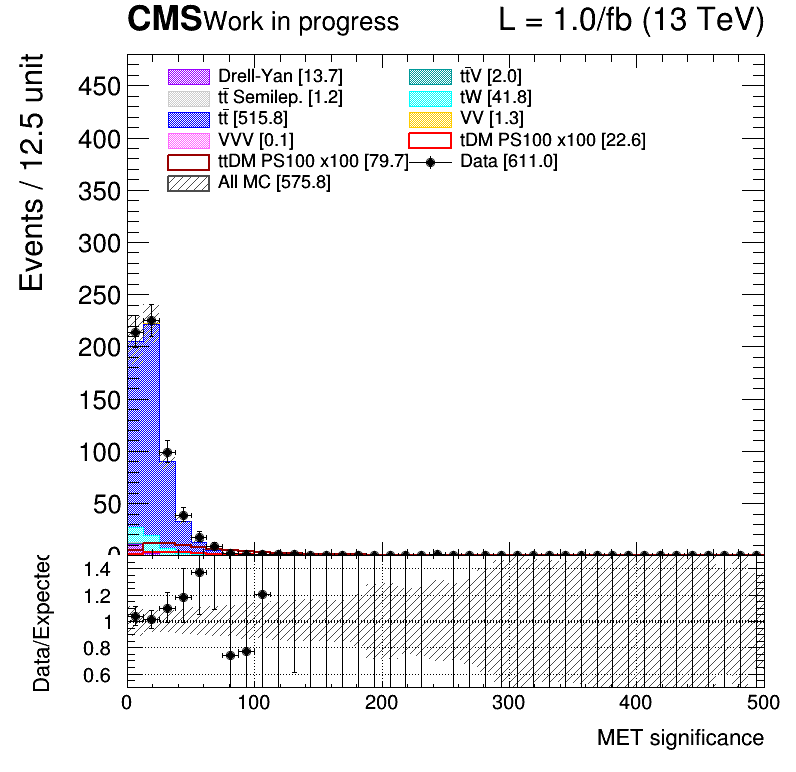 CMS Work in progress L = 1.0/fb (13 TeV)
Events / 12.5 unit
Drell-Yan [13.7] tt̄V [2.0]
tt̄ Semilep. [1.2] tW [41.8]
tt̄ [515.8] VV [1.3]
VVV [0.1] tDM PS100 x100 [22.6]
ttDM PS100 x100 [79.7] Data [611.0]
All MC [575.8]
450
400
350
300
250
200
150
100
50
0
Data/Expected
1.4
1.2
1
0.8
0.6
0 100 200 300 400 500
MET significance